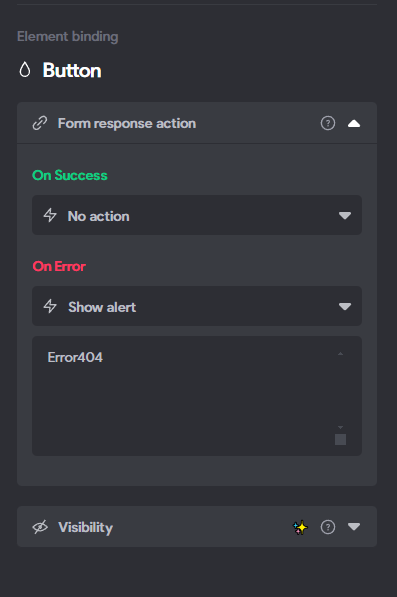 Element binding
Button
Form response action
On Success
No action
On Error
Show alert
Error404
Visibility